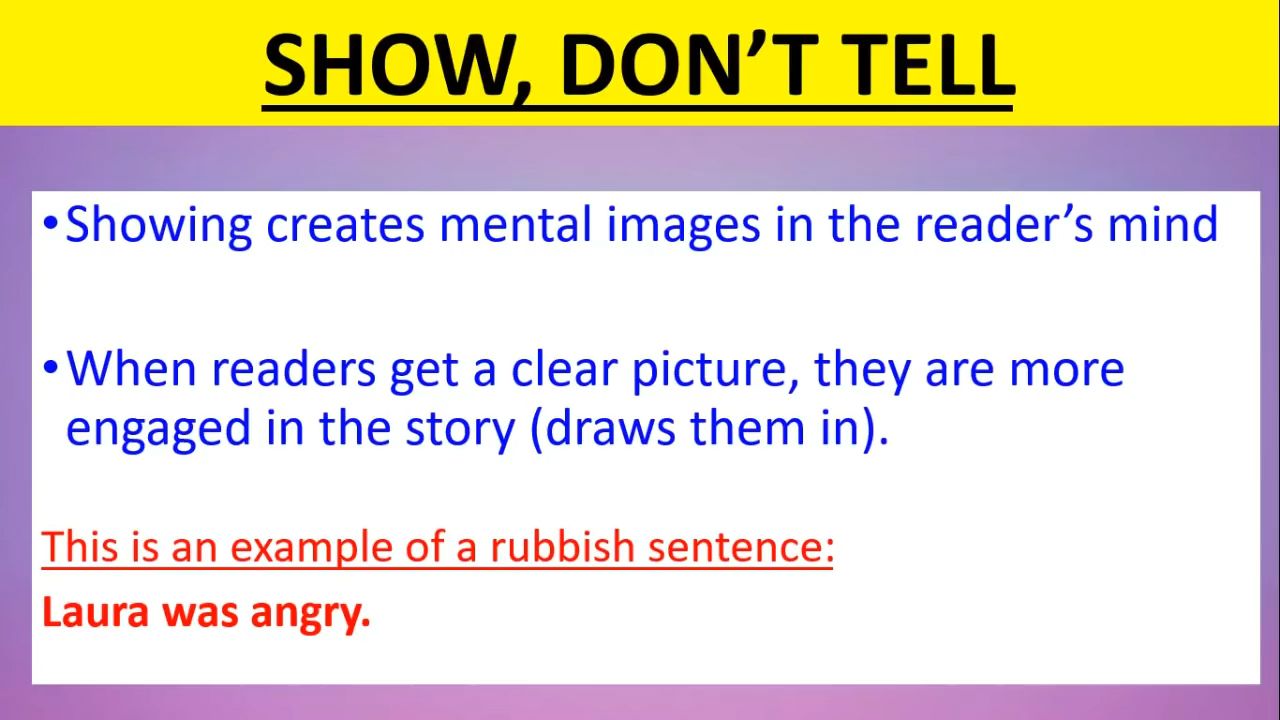 SHOW, DON’T TELL
•Showing creates mental images in the reader’s mind
•When readers get a clear picture, they are more
engaged in the story (draws them in).
This is an example of a rubbish sentence:
Laura was angry.